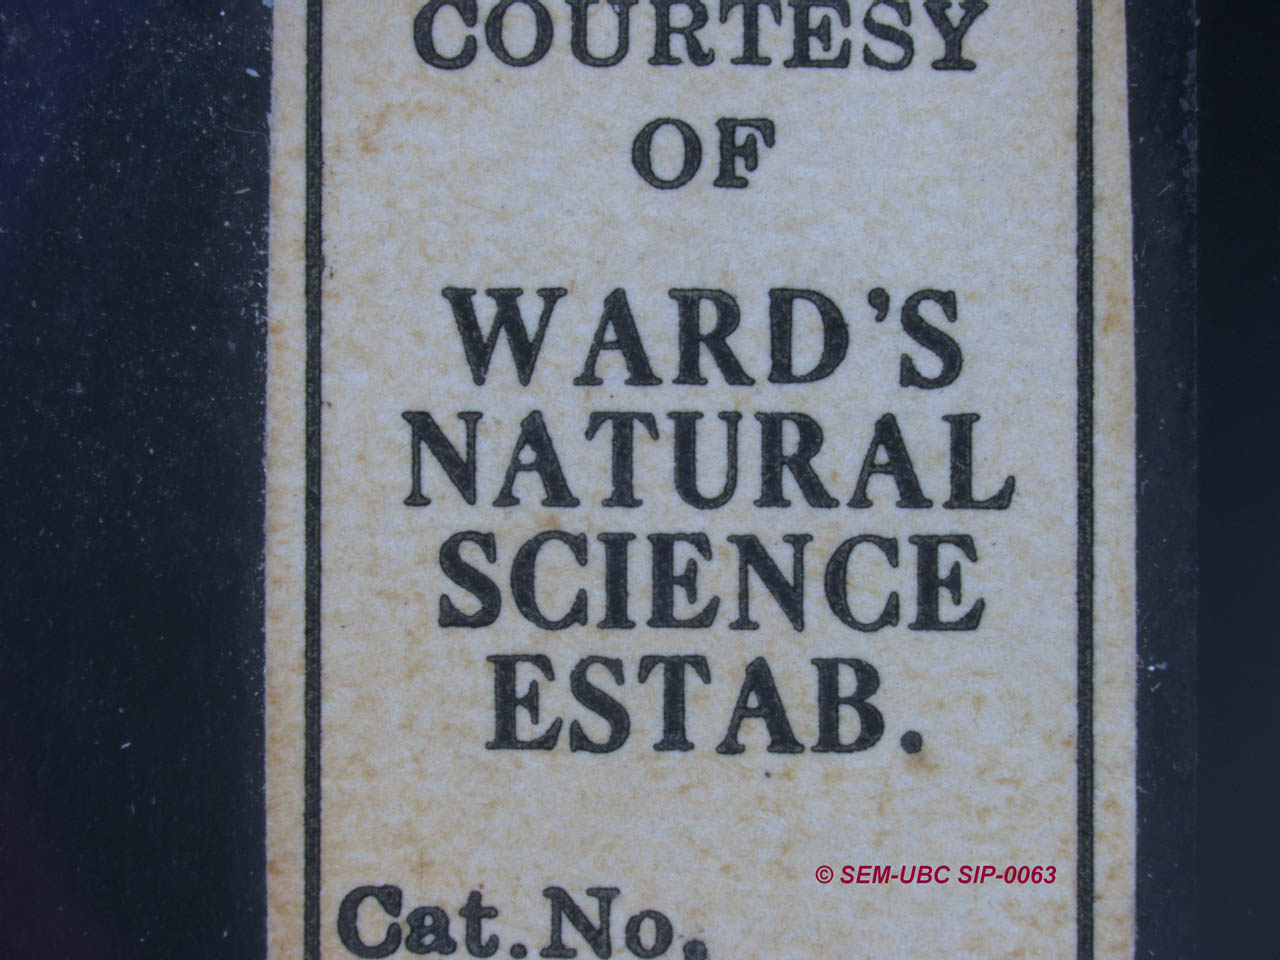 COURTESY
OF
WARD'S
NATURAL
SCIENCE
ESTAB.
© SEM-UBC SIP-0063
Cat.No.